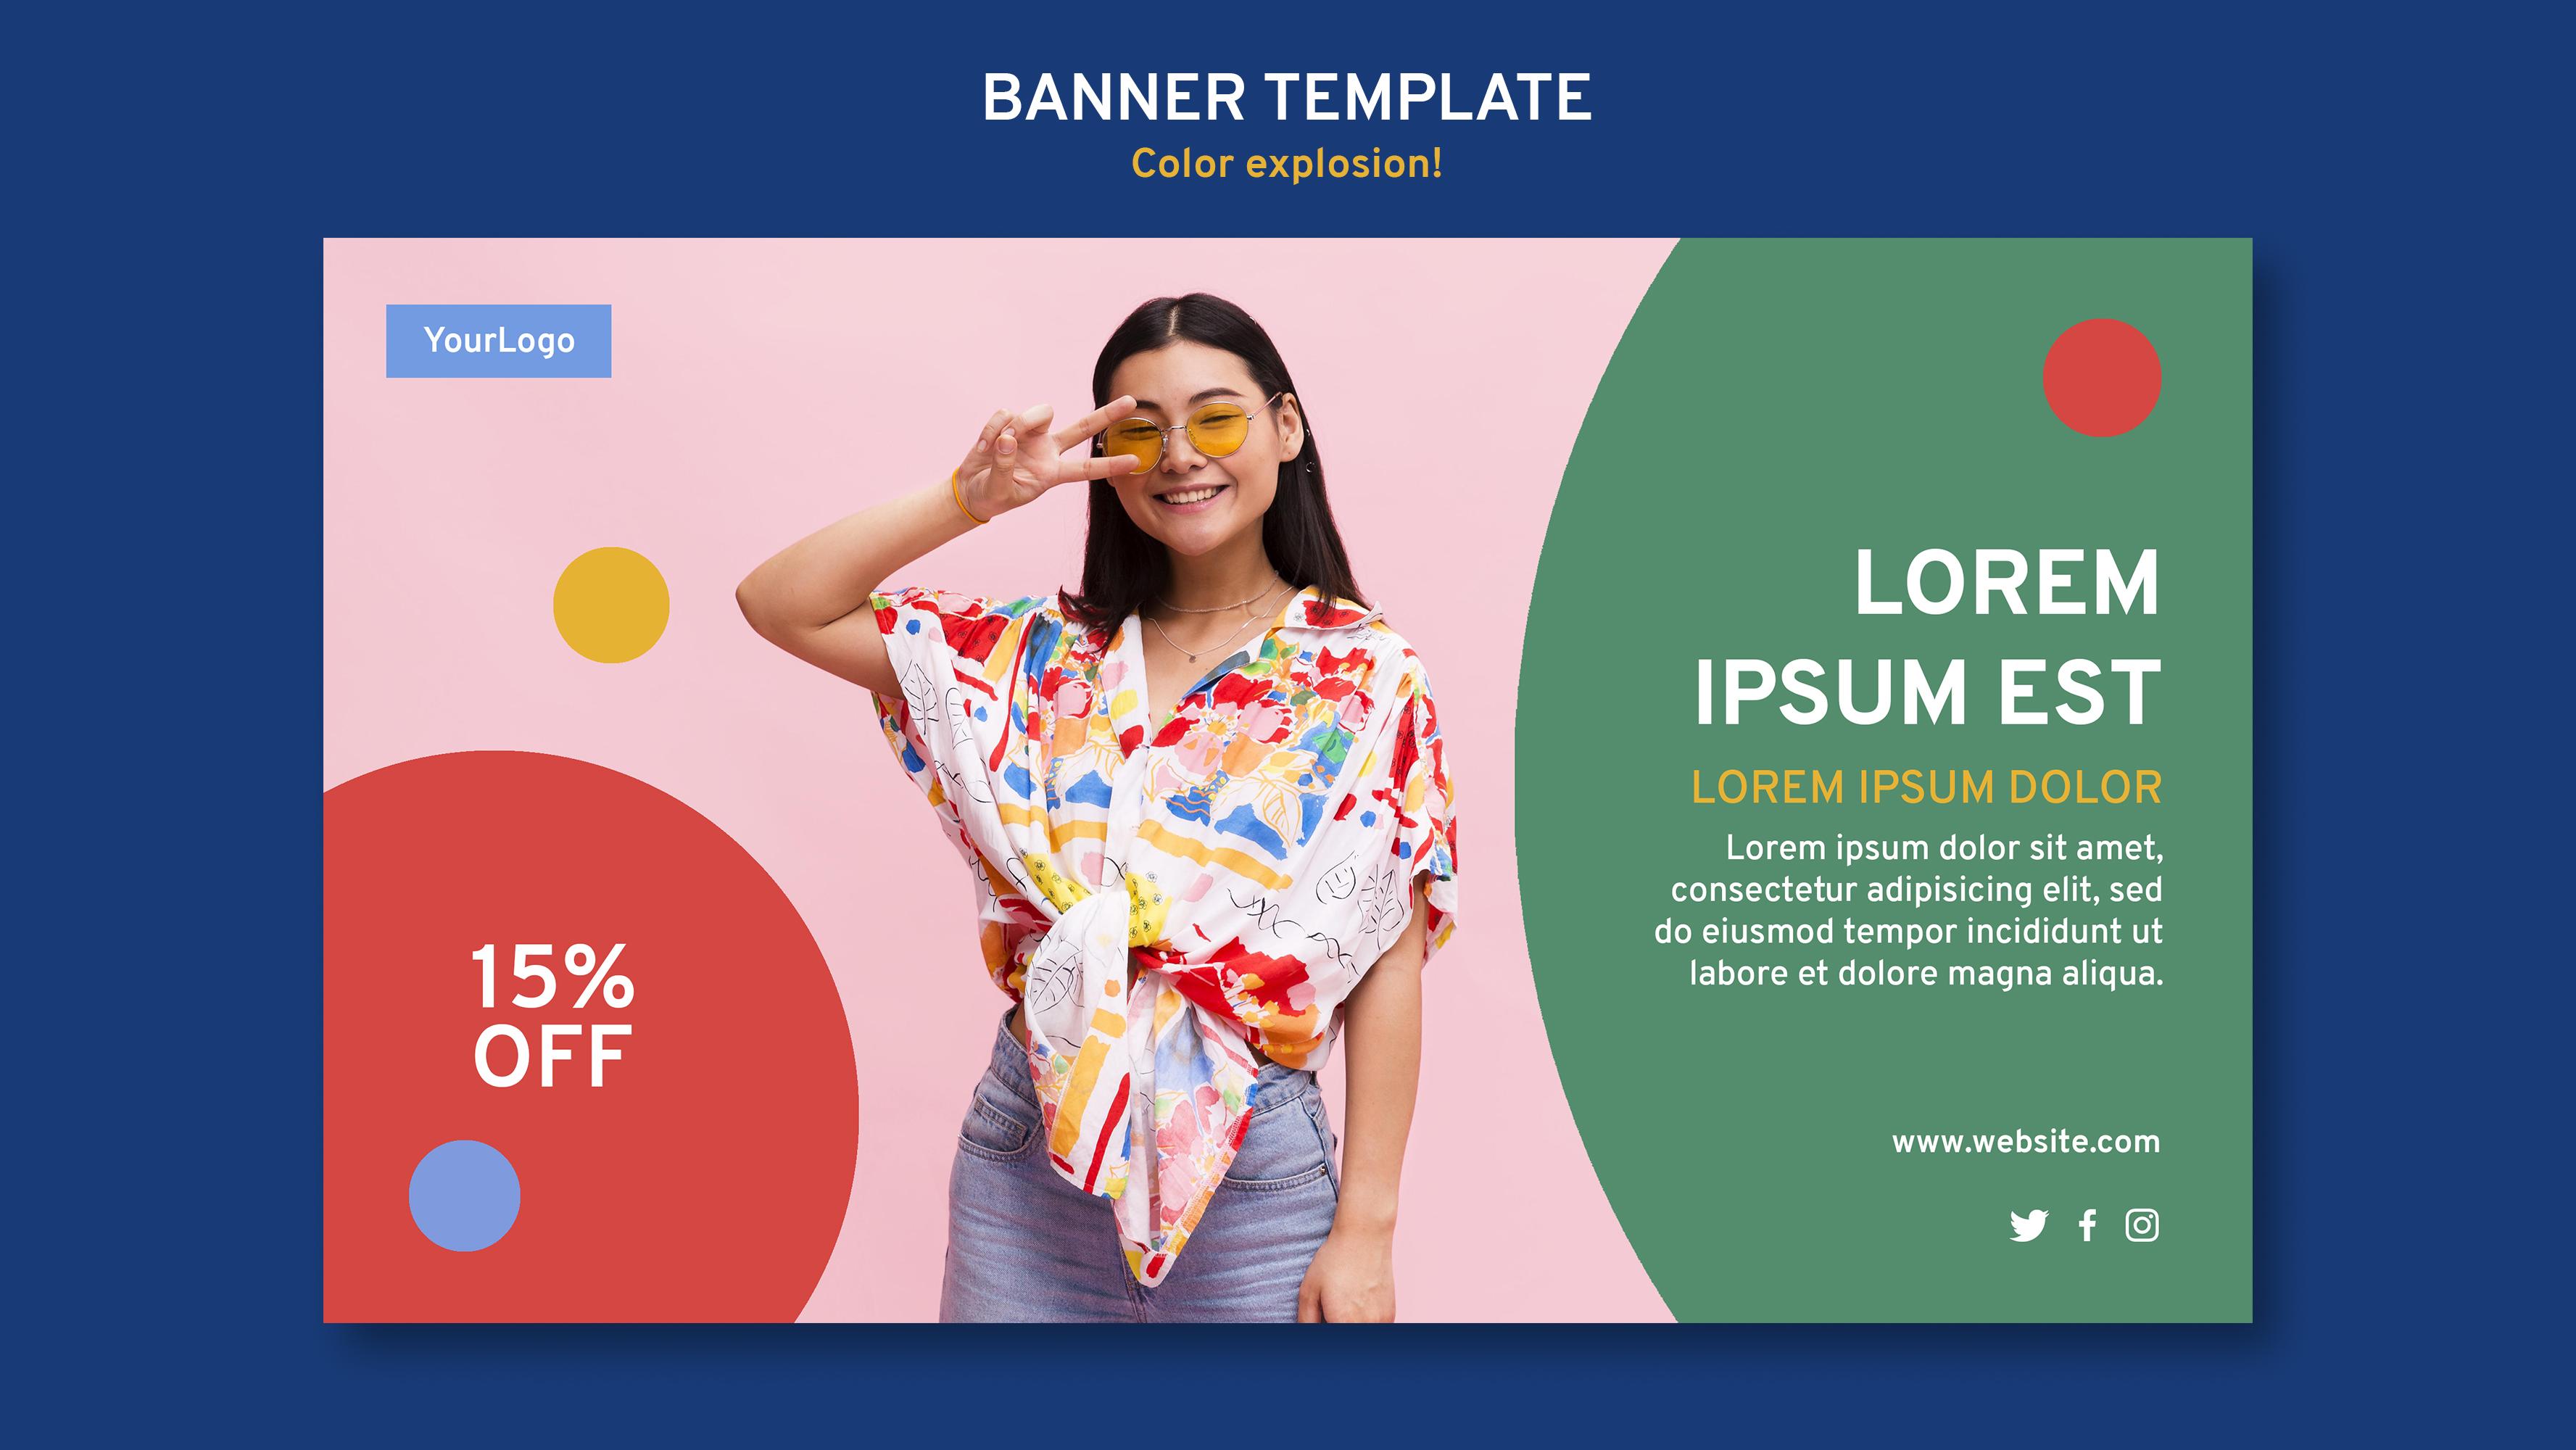 BANNER TEMPLATE
Color explosion!
YourLogo
15%
OFF
LOREM
IPSUM EST
LOREM IPSUM DOLOR
Lorem ipsum dolor sit amet,
consectetur adipisicing elit, sed
do eiusmod tempor incididunt ut
labore et dolore magna aliqua.
www.website.com